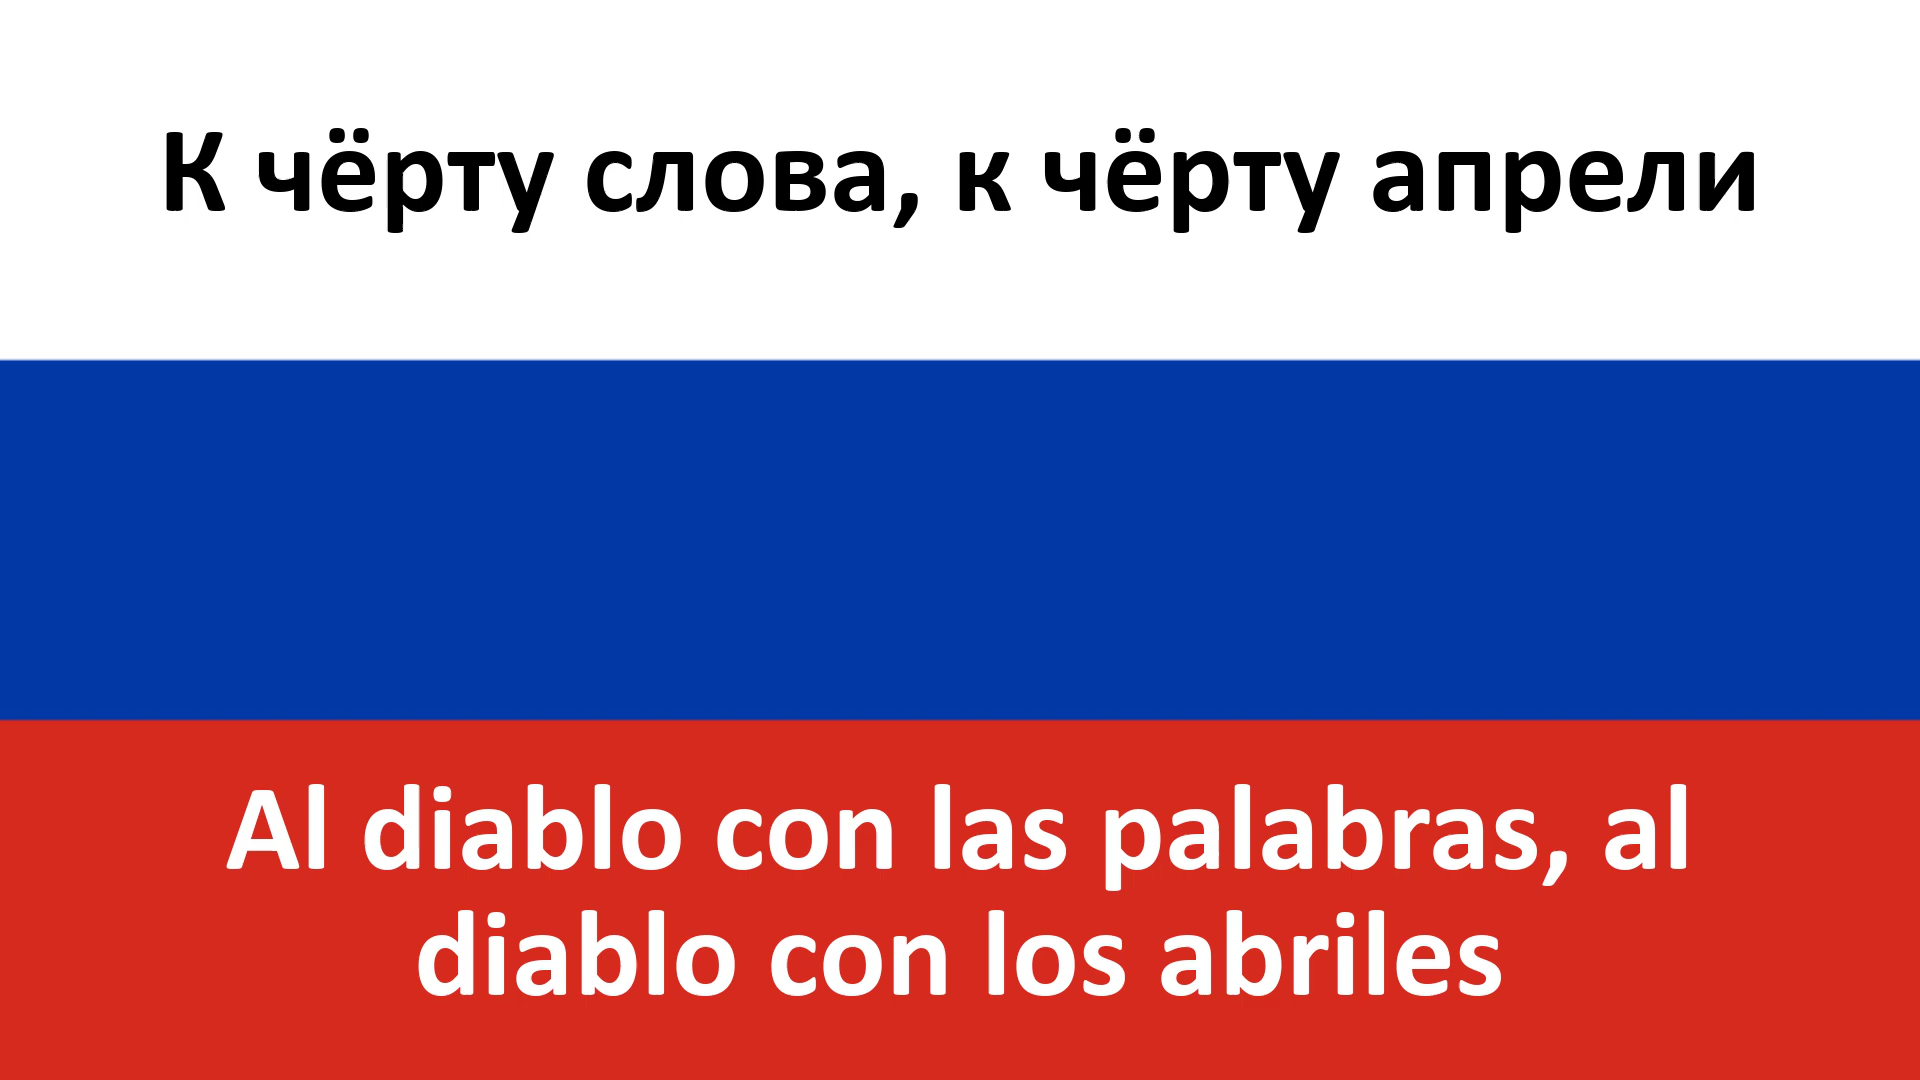 К чёрту слова, к чёрту апрели
Al diablo con las palabras, al
diablo con los abriles